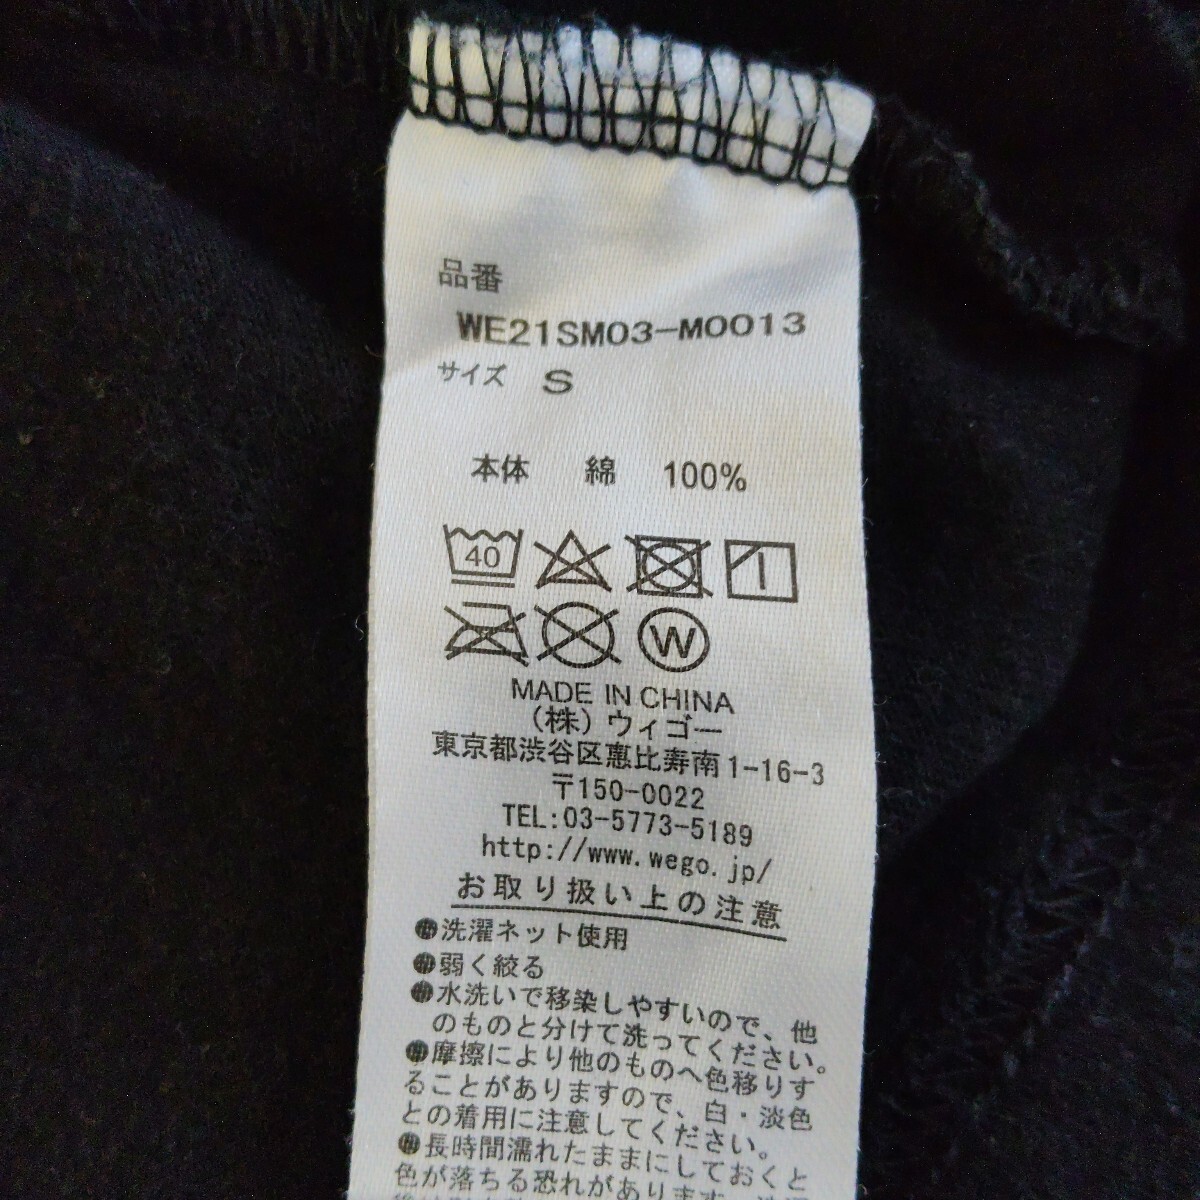 品番
WE21SM03-M0013
サイズ S
本体 綿 100%
40
W
MADE IN CHINA
(株)ウィゴー
東京都渋谷区恵比寿南1-16-3
〒150-0022
TEL:03-5773-5189
http://www.wego.jp/
お取り扱い上の注意
●洗濯ネット使用
●弱く絞る
●水洗いで移染しやすいので、他
のものと分けて洗ってください。
●摩擦により他のものへ色移りす
ることがありますので、白・淡色
との着用に注意してください。
●長時間濡れたままにしておくと
色が落ちる恐れがあります。